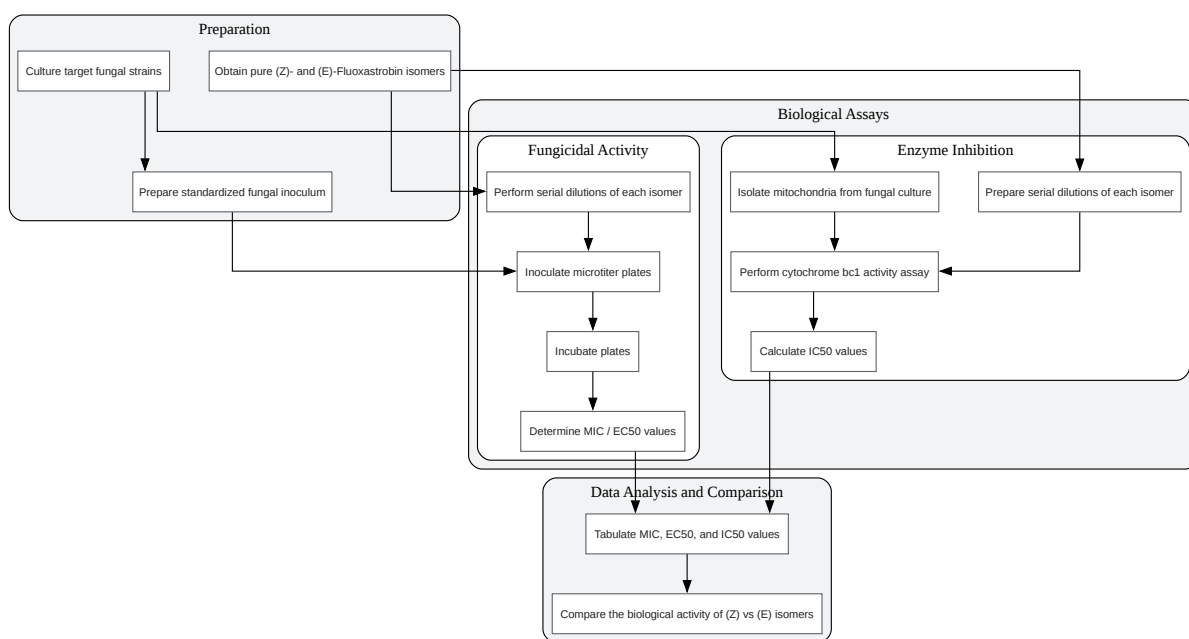 Preparation
Culture target fungal strains
Obtain pure (Z)- and (E)-Fluoxastrobin isomers
Prepare standardized fungal inoculum
Biological Assays
Fungicidal Activity
Perform serial dilutions of each isomer
Inoculate microtiter plates
Incubate plates
Determine MIC / EC50 values
Enzyme Inhibition
Isolate mitochondria from fungal culture
Prepare serial dilutions of each isomer
Perform cytochrome bc1 activity assay
Calculate IC50 values
Data Analysis and Comparison
Tabulate MIC, EC50, and IC50 values
Compare the biological activity of (Z) vs (E) isomers